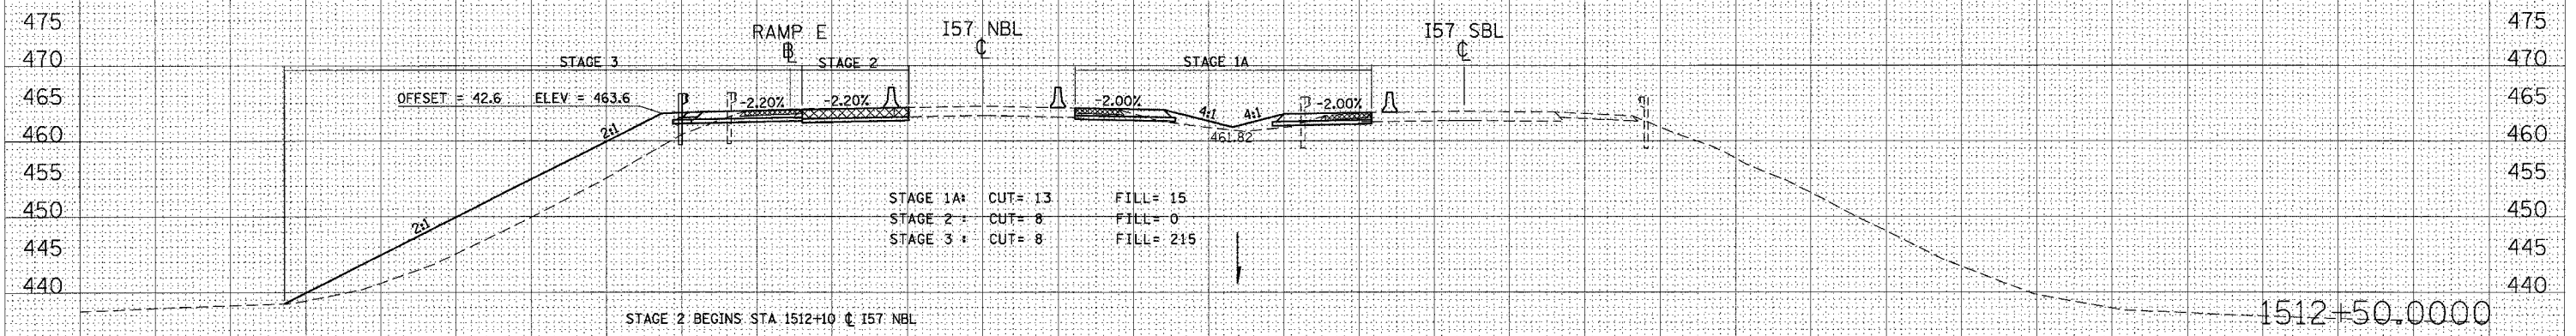 475 475
RAMP E I57 NBL I57 SBL
℄ ℄
470 STAGE 3 STAGE 2 STAGE 1A 470
465 OFFSET = 42.6 ELEV = 463.6 -2.20% -2.20% -2.00% -2.00% 465
2:1 4:1 4:1
460 461.82 460
455 455
STAGE 1A: CUT= 13 FILL= 15
450 2:1 STAGE 2 : CUT= 8 FILL= 0 450
445 STAGE 3 : CUT= 8 FILL= 215 445
440 440
STAGE 2 BEGINS STA 1512+10 ℄ I57 NBL
1512+50.0000